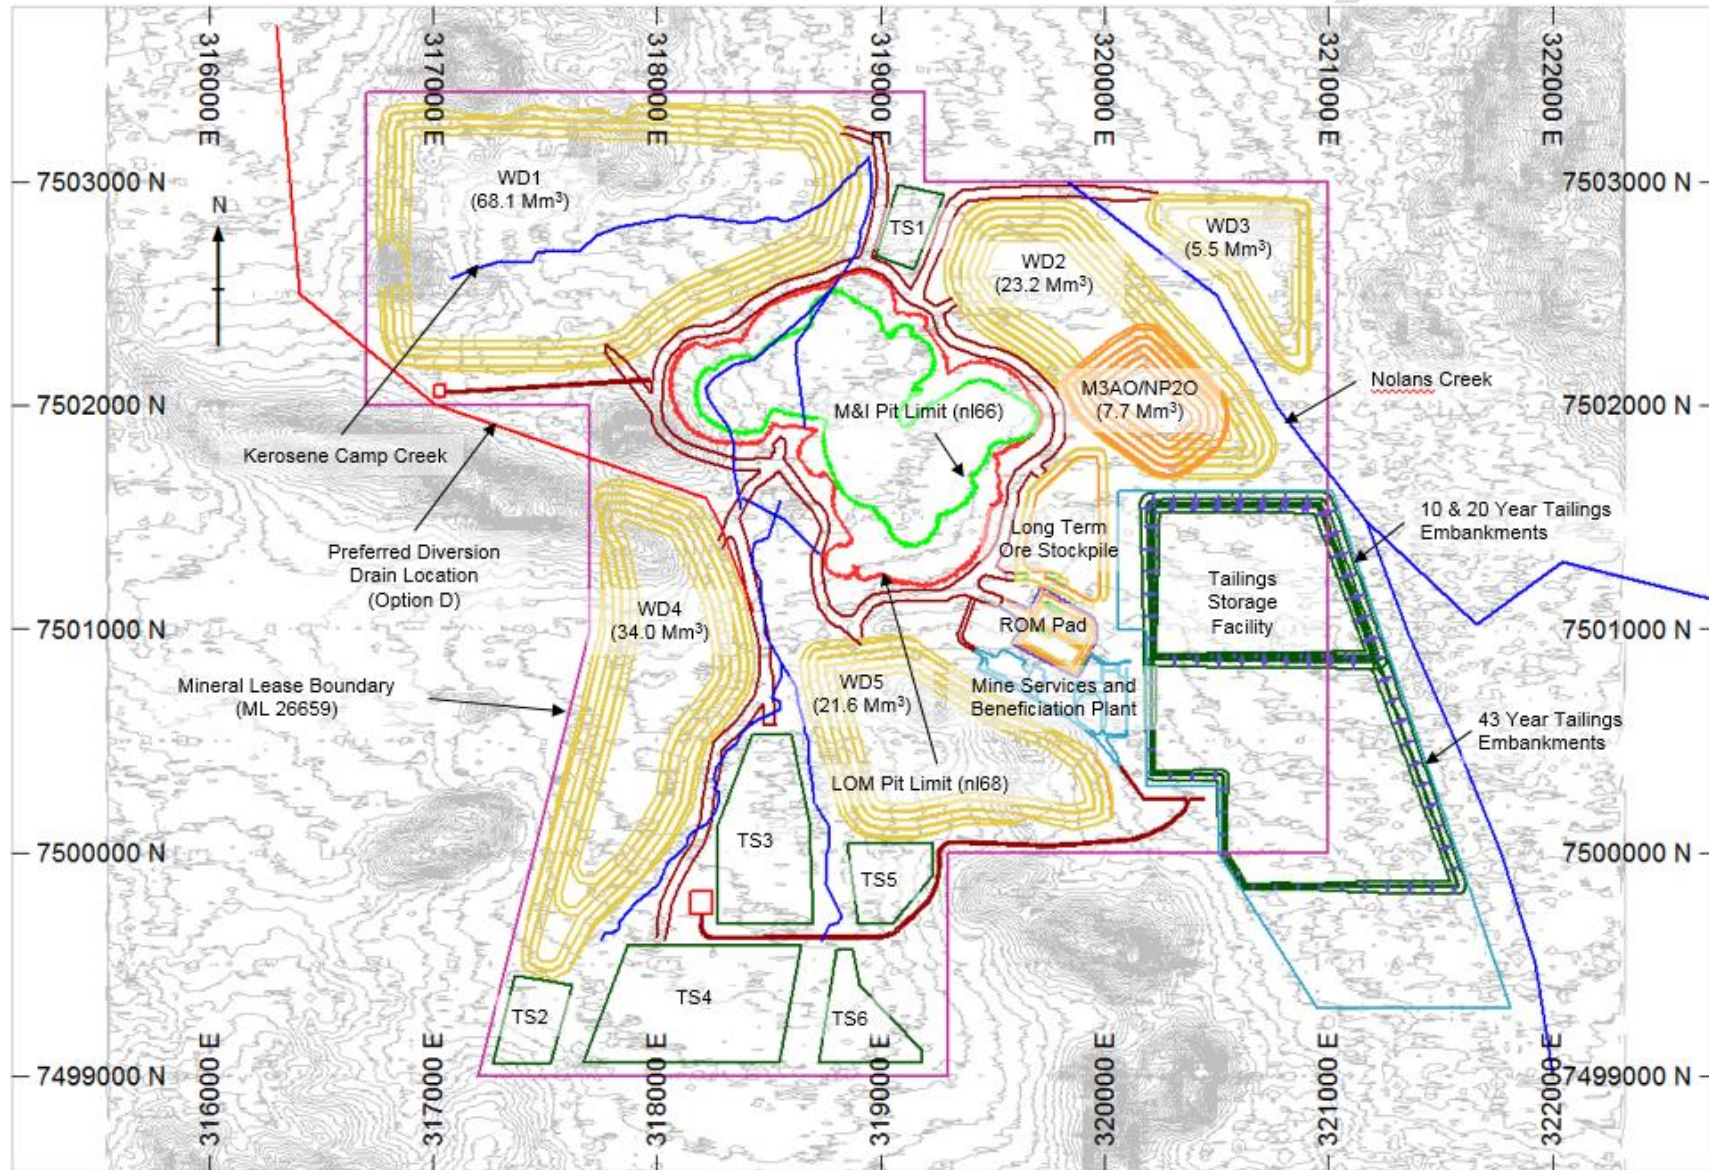 316000 E
317000 E
318000 E
319000 E
320000 E
321000 E
322000 E
7503000 N
7503000 N
N
WD1
(68.1 Mm³)
TS1
WD3
(5.5 Mm³)
WD2
(23.2 Mm³)
7502000 N
7502000 N
M3AO/NP2O
(7.7 Mm³)
Nolans Creek
M&I Pit Limit (nl66)
Kerosene Camp Creek
Preferred Diversion
Drain Location
(Option D)
Long Term
Ore Stockpile
10 & 20 Year Tailings
Embankments
Tailings
Storage
Facility
7501000 N
7501000 N
WD4
(34.0 Mm³)
ROM Pad
Mineral Lease Boundary
(ML 26659)
WD5
(21.6 Mm³)
Mine Services and
Beneficiation Plant
43 Year Tailings
Embankments
LOM Pit Limit (nl68)
TS3
TS5
7500000 N
7500000 N
TS2
TS4
TS6
7499000 N
7499000 N
316000 E
317000 E
318000 E
319000 E
320000 E
321000 E
322000 E